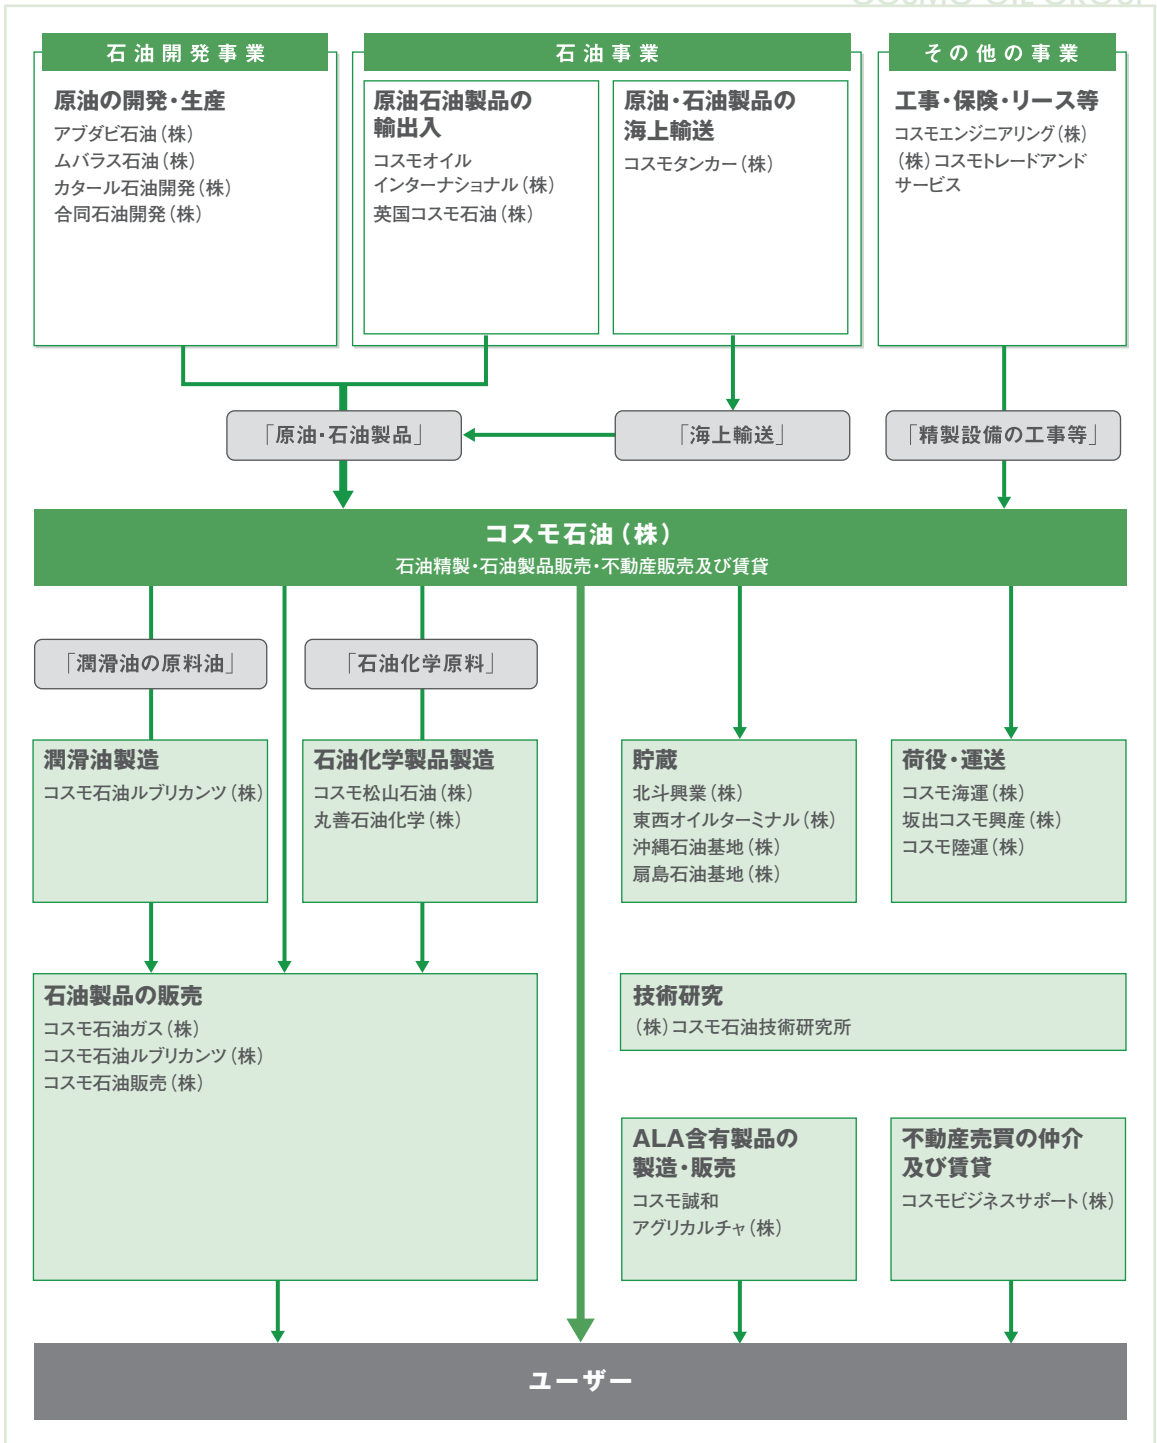 COSMO OIL GROUP
石油開発事業
原油の開発・生産
アブダビ石油(株)
ムバラス石油(株)
カタール石油開発(株)
合同石油開発(株)
石油事業
原油石油製品の
輸出入
コスモオイル
インターナショナル(株)
英国コスモ石油(株)
原油・石油製品の
海上輸送
コスモタンカー(株)
その他の事業
工事・保険・リース等
コスモエンジニアリング(株)
(株)コスモトレードアンド
サービス
「原油・石油製品」
「海上輸送」
「精製設備の工事等」
コスモ石油(株)
石油精製・石油製品販売・不動産販売及び賃貸
「潤滑油の原料油」
「石油化学原料」
潤滑油製造
コスモ石油ルブリカンツ(株)
石油化学製品製造
コスモ松山石油(株)
丸善石油化学(株)
貯蔵
北斗興業(株)
東西オイルターミナル(株)
沖縄石油基地(株)
扇島石油基地(株)
荷役・運送
コスモ海運(株)
坂出コスモ興産(株)
コスモ陸運(株)
石油製品の販売
コスモ石油ガス(株)
コスモ石油ルブリカンツ(株)
コスモ石油販売(株)
技術研究
(株)コスモ石油技術研究所
ALA含有製品の
製造・販売
コスモ誠和
アグリカルチャ(株)
不動産売買の仲介
及び賃貸
コスモビジネスサポート(株)
ユーザー